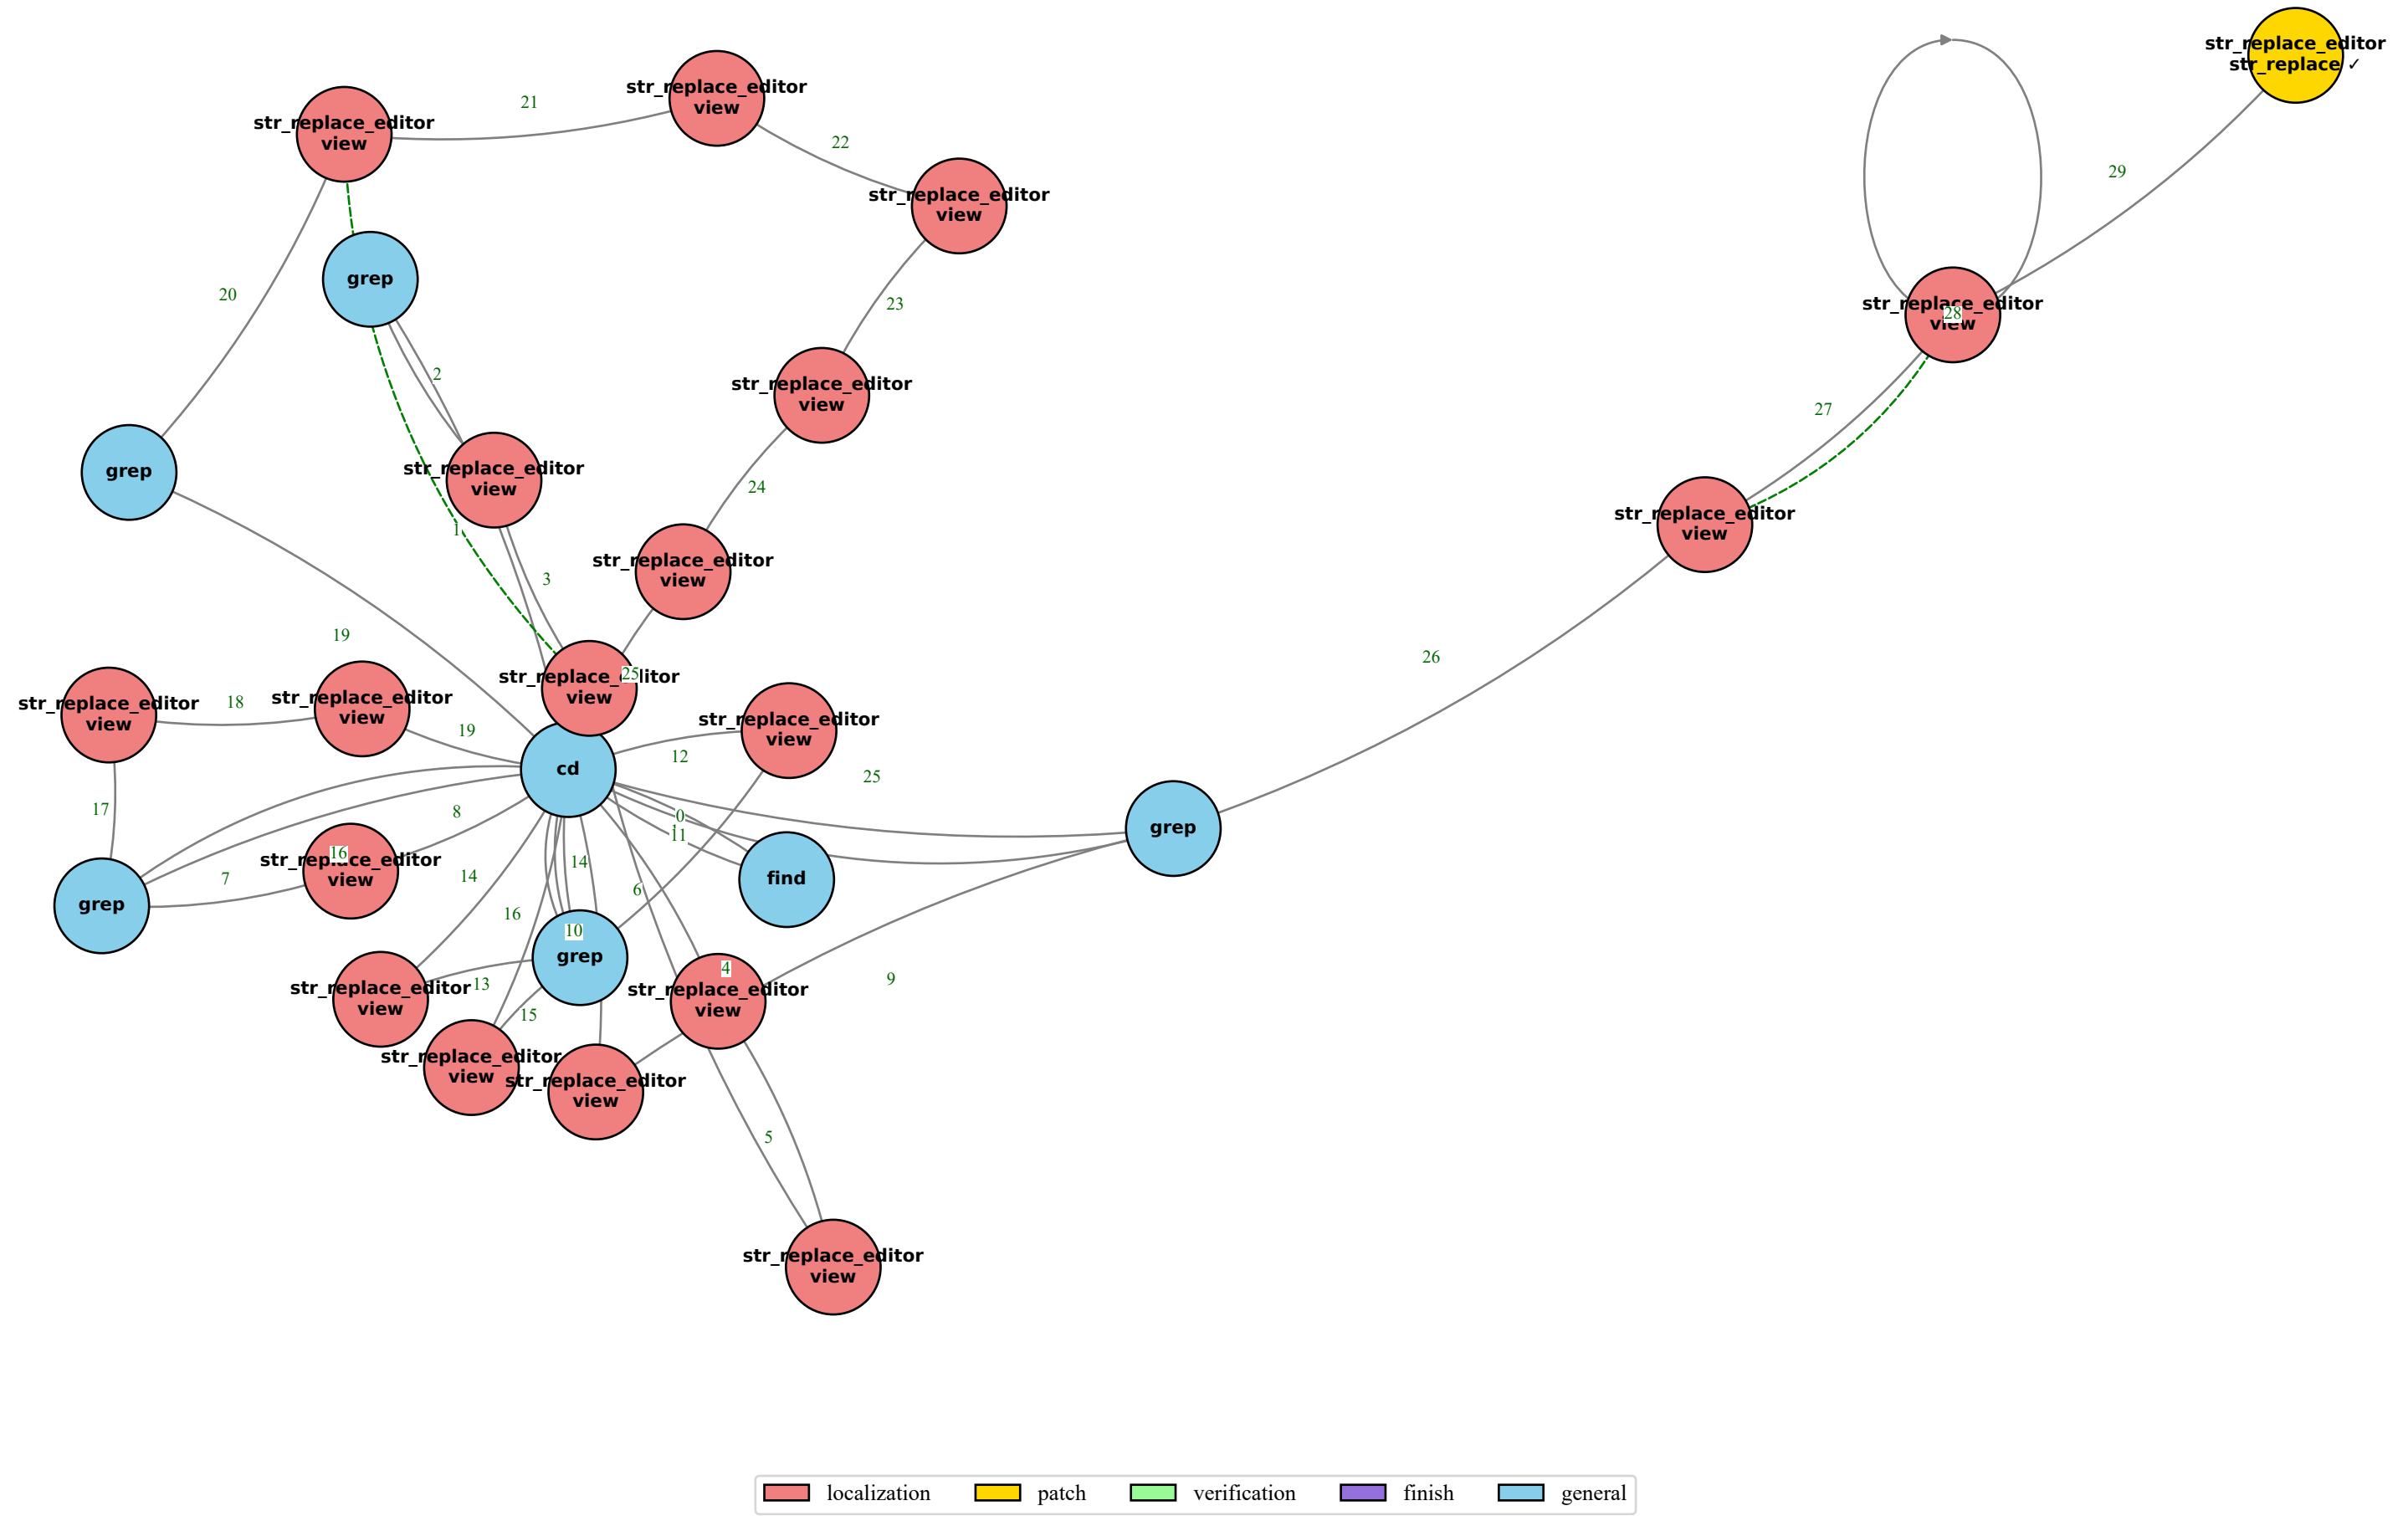 str_replace_editor
str_replace ✓
str_replace_editor
view
21
str_replace_editor
view
22
29
str_replace_editor
view
20
grep
23
str_replace_editor
view
28
2
str_replace_editor
view
27
grep
str_replace_editor
view
24
str_replace_editor
view
1
3
str_replace_editor
view
19
26
str_replace_editor
view
25
str_replace_editor
view
18
str_replace_editor
view
19
str_replace_editor
view
12
cd
25
17
8
0
11
grep
16
str_replace_editor
view
14
14
7
6
find
grep
16
10
grep
4
13
9
str_replace_editor
view
str_replace_editor
view
15
str_replace_editor
view
str_replace_editor
view
5
str_replace_editor
view
localization
patch
verification
finish
general